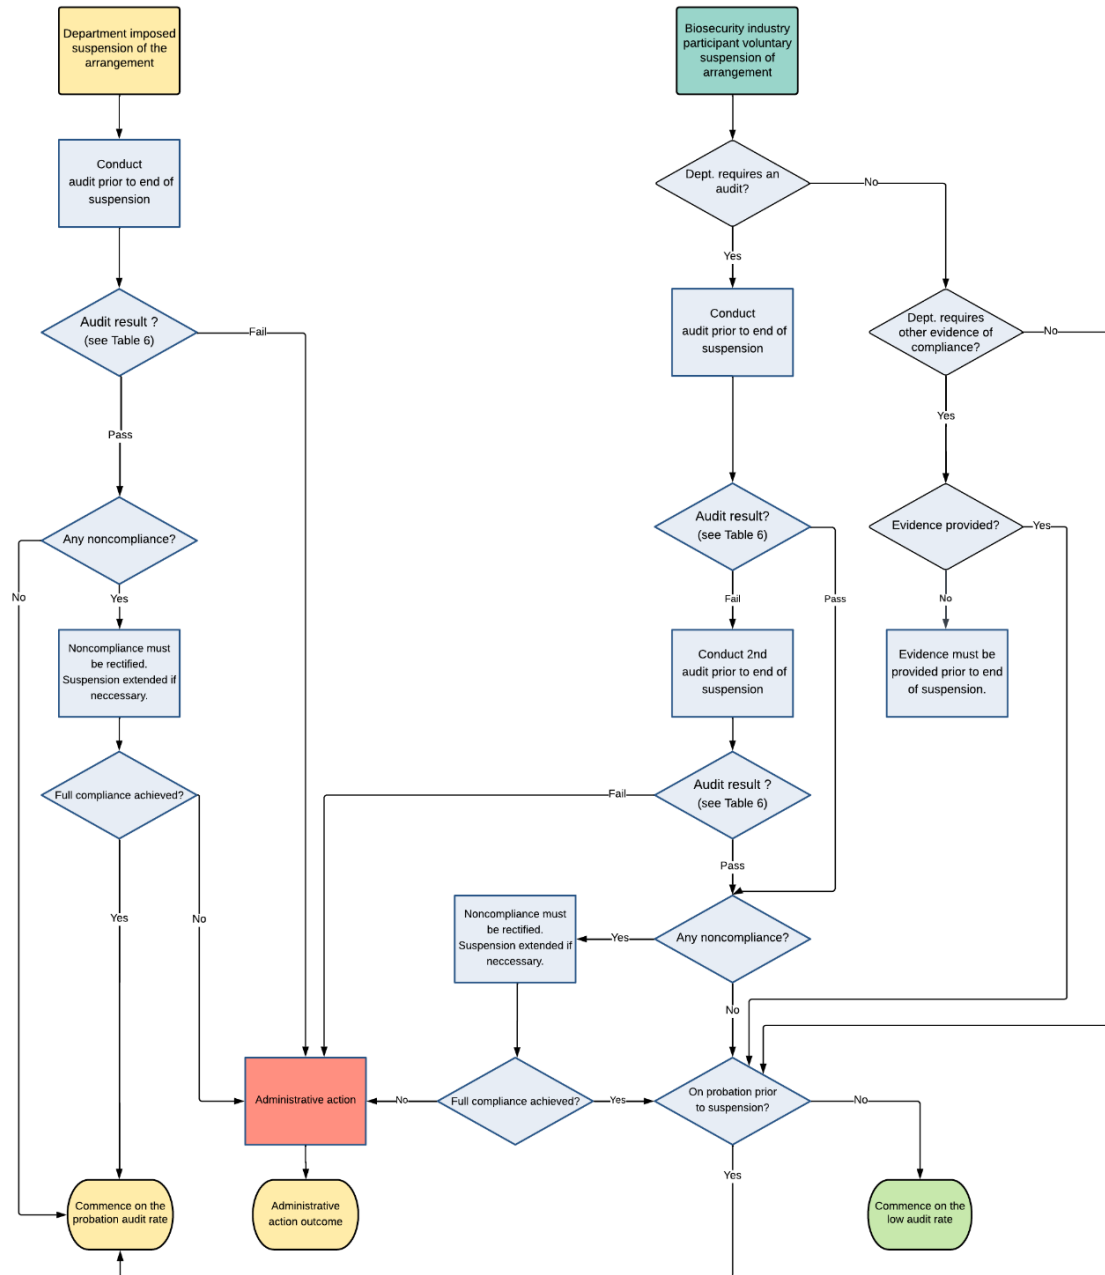 Department imposed
suspension of the
arrangement
Biosecurity industry
participant voluntary
suspension of
arrangement
Conduct
audit prior to end of
suspension
Dept. requires an
audit?
No
Yes
Audit result ?
(see Table 6)
Fail
Conduct
audit prior to end of
suspension
Dept. requires
other evidence of
compliance?
No
Pass
Yes
Any noncompliance?
Audit result?
(see Table 6)
Evidence provided?
Yes
No
Yes
Fail
Pass
No
Noncompliance must
be rectified.
Suspension extended if
neccessary.
Conduct 2nd
audit prior to end of
suspension
Evidence must be
provided prior to end
of suspension.
Full compliance achieved?
Fail
Audit result ?
(see Table 6)
Pass
Yes
No
Noncompliance must
be rectified.
Suspension extended if
neccessary.
Yes
Any noncompliance?
No
Administrative action
No
Full compliance achieved?
Yes
On probation prior
to suspension?
No
Yes
Commence on the
probation audit rate
Administrative
action outcome
Commence on the
low audit rate